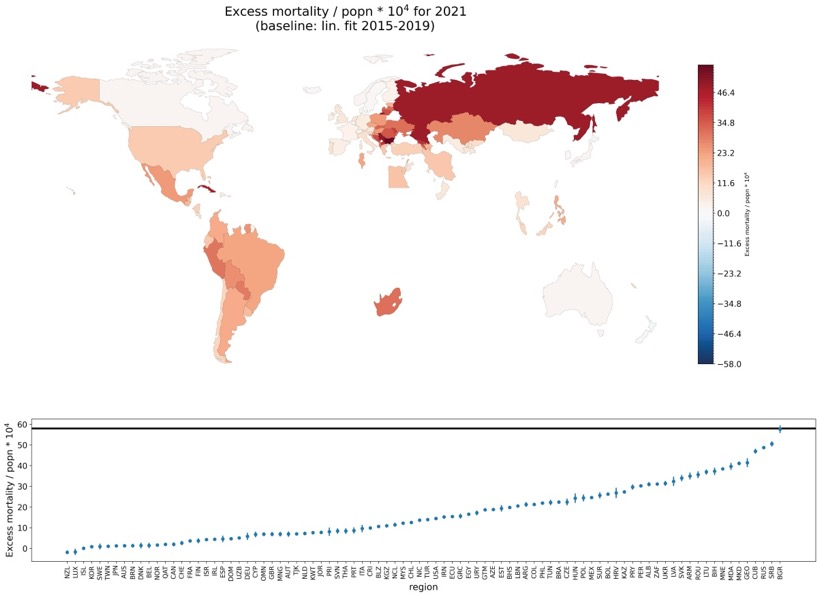 Excess mortality / popn * 10⁴ for 2021
(baseline: lin. fit 2015-2019)
46.4
34.8
23.2
11.6
0.0
−11.6
−23.2
−34.8
−46.4
−58.0
Excess mortality / popn * 10⁴
60
50
40
30
20
10
0
Excess mortality / popn * 10⁴
NZL LUX ISL KOR SWE TWN JPN AUS BRN DNK BEL NOR QAT CAN CHE FRA FIN ISR IRL ESP DOM UZB DEU CYP OMN GBR MNG AUT TJK NLD KWT JOR PRI SVN THA PRT ITA CRI BLZ KGZ NCL MYS CHL NIC TUR USA IRN ECU GRC EGY URY GTM AZE EST BHS LBN ARG COL PHL TUN BRA CZE HUN POL MEX SUR BOL HRV KAZ PRY PER ALB ZAF UKR LVA SVK ARM ROU LTU BIH MNE MDA MKD GEO CUB RUS SRB BGR
region